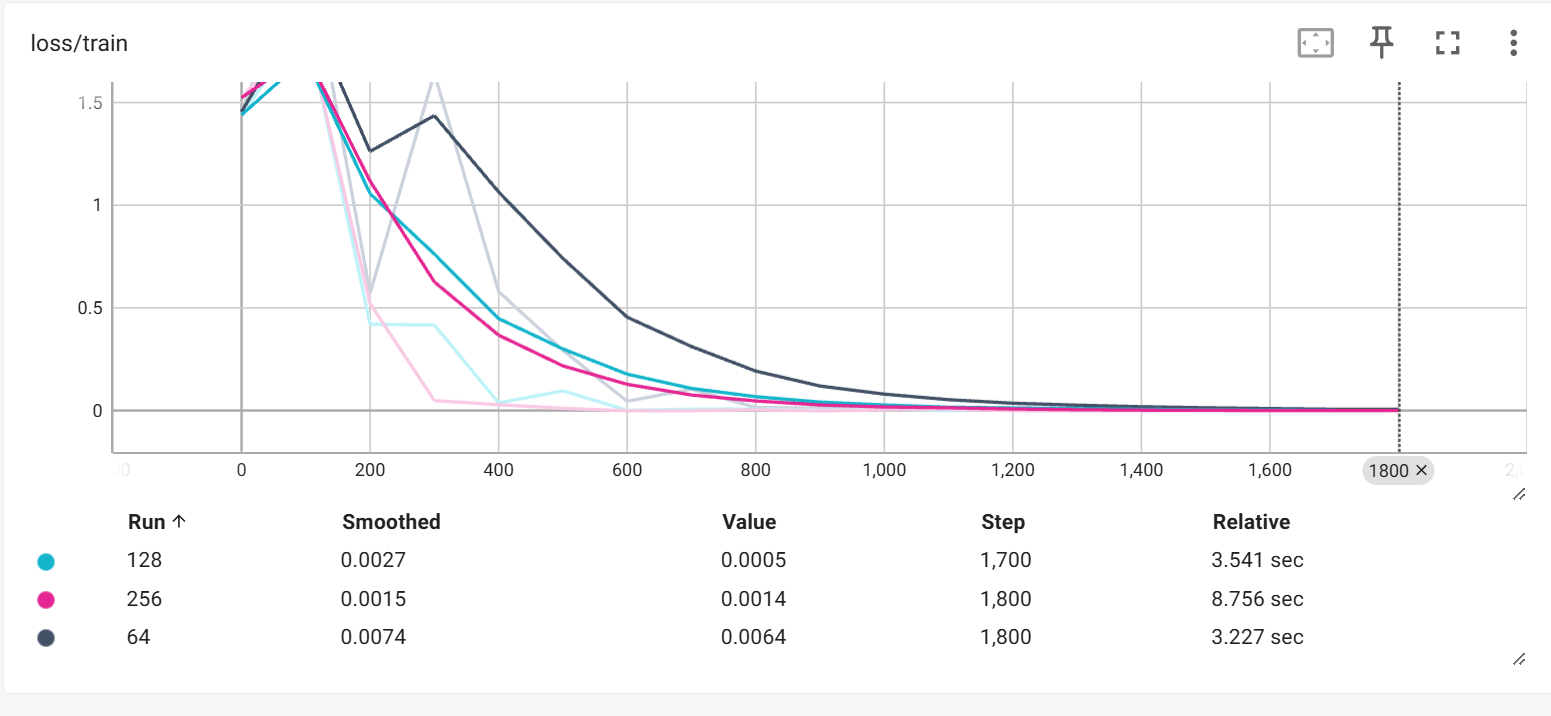 loss/train
1.5
1
0.5
0
0 200 400 600 800 1,000 1,200 1,400 1,600 1800 ×
Run ↑ Smoothed Value Step Relative
128 0.0027 0.0005 1,700 3.541 sec
256 0.0015 0.0014 1,800 8.756 sec
64 0.0074 0.0064 1,800 3.227 sec